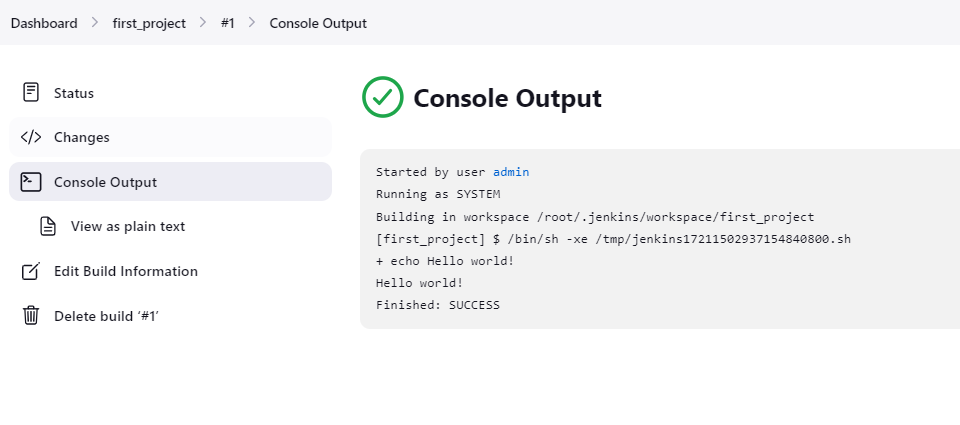 Dashboard > first_project > #1 > Console Output
Status
Changes
Console Output
View as plain text
Edit Build Information
Delete build ‘#1’
Console Output
Started by user admin
Running as SYSTEM
Building in workspace /root/.jenkins/workspace/first_project
[first_project] $ /bin/sh -xe /tmp/jenkins17211502937154840800.sh
+ echo Hello world!
Hello world!
Finished: SUCCESS